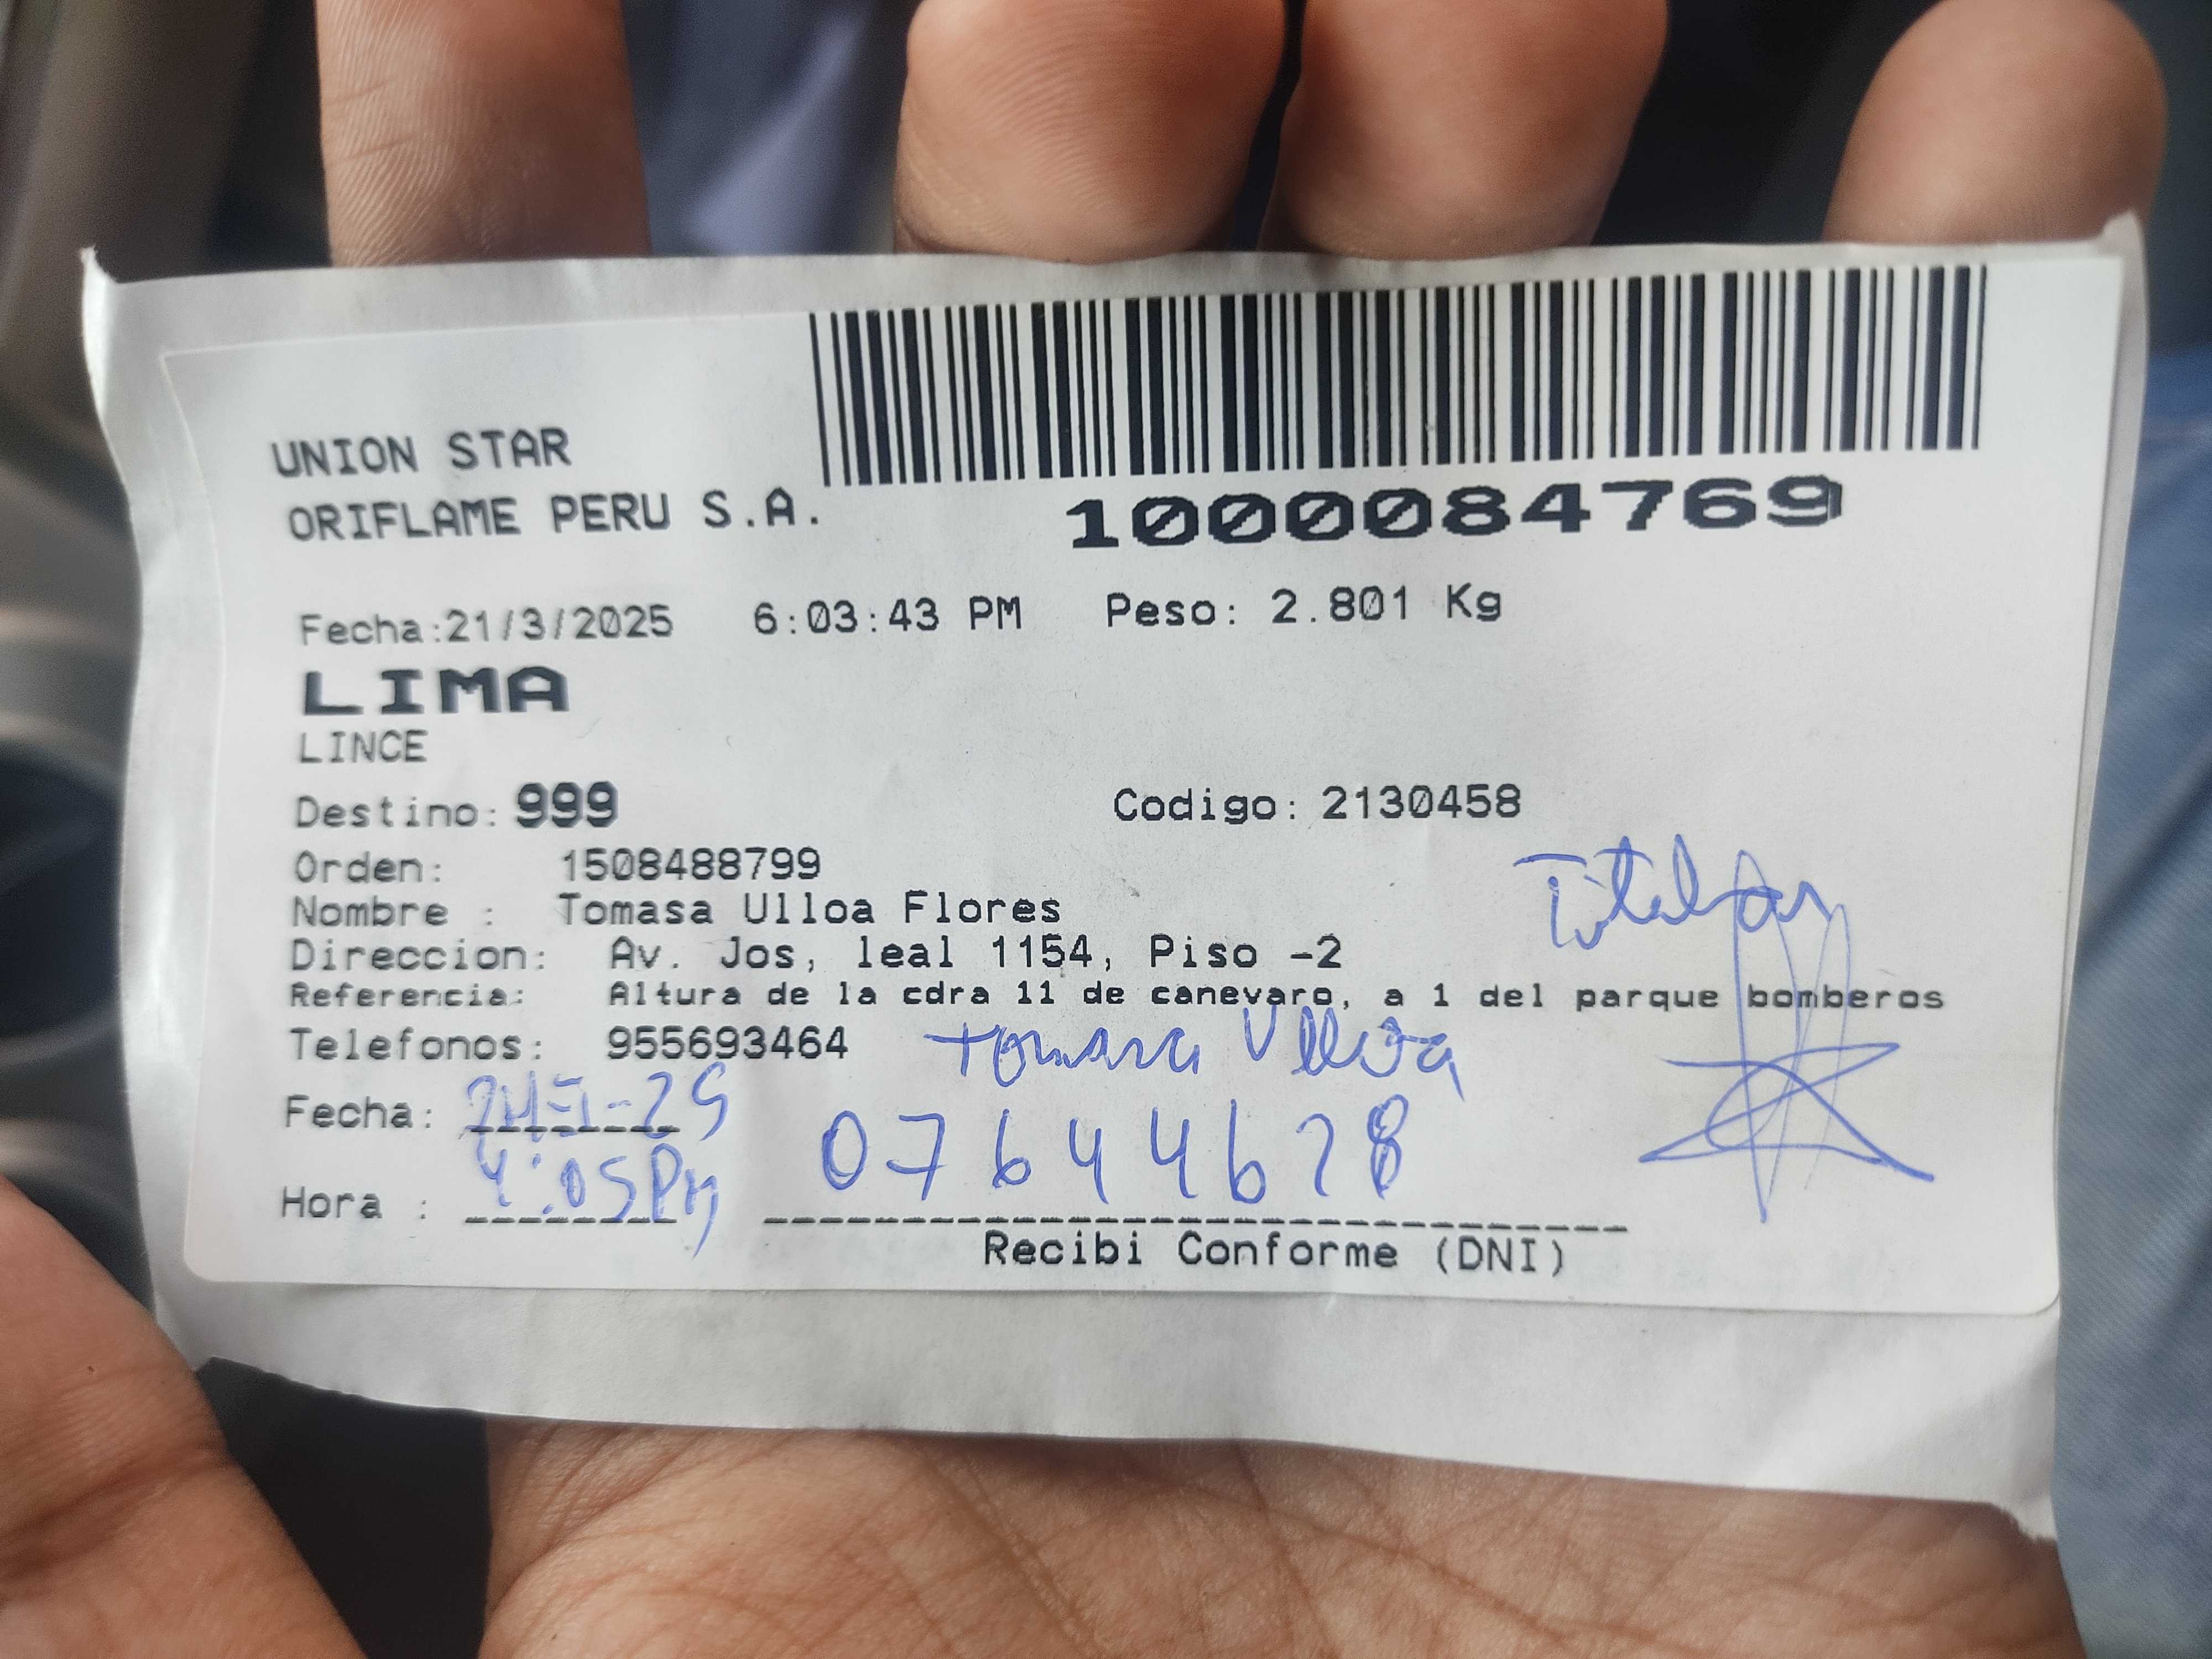 UNION STAR
ORIFLAME PERU S.A.
1000084769
Fecha:21/3/2025 6:03:43 PM Peso: 2.801 Kg
LIMA
LINCE
Destino: 999 Codigo: 2130458
Orden: 1508488799
Nombre : Tomasa Ulloa Flores
Titular
Direccion: Av. Jos, leal 1154, Piso -2
Referencia: Altura de la cdra 11 de canevaro, a 1 del parque bomberos
Telefonos: 955693464 Tomasa Ulloa
Fecha:
Hora : 4:05PM 07644628
Recibi Conforme (DNI)